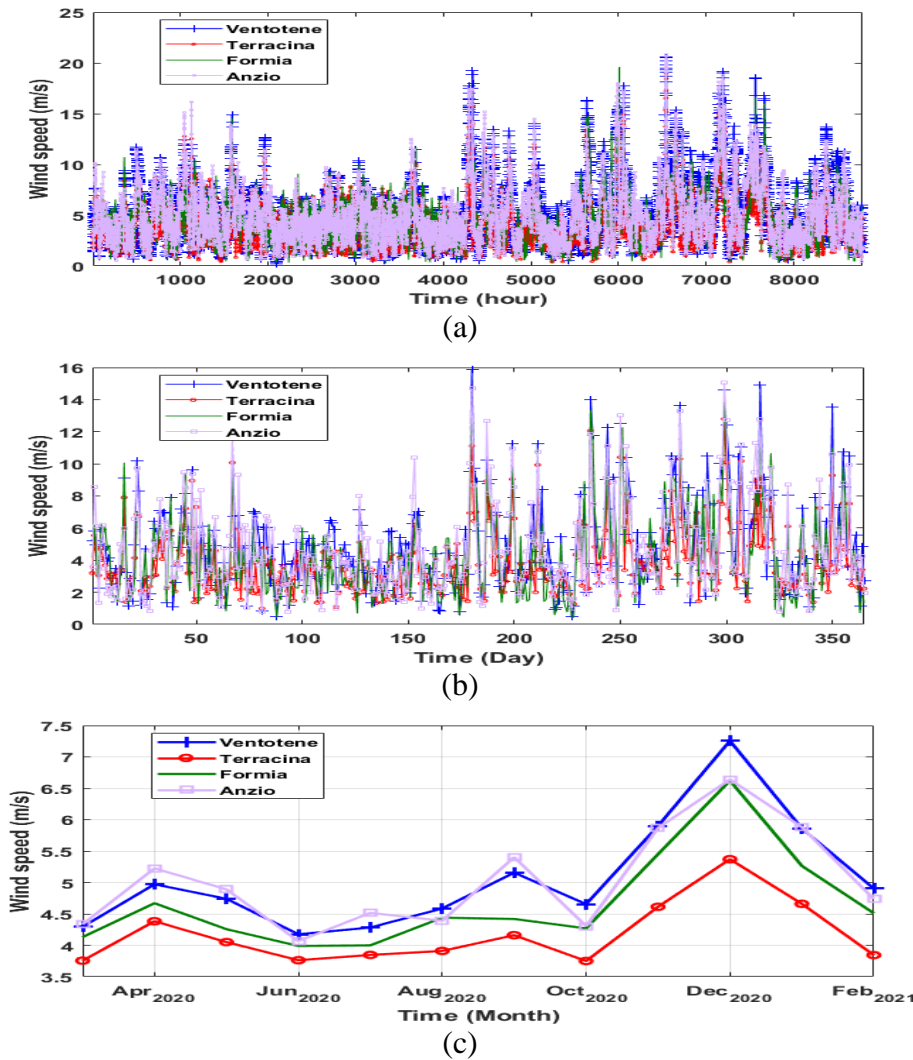 25
20
15
10
5
0
Wind speed (m/s)
Ventotene
Terracina
Formia
Anzio
1000 2000 3000 4000 5000 6000 7000 8000
Time (hour)
(a)
16
14
12
10
8
6
4
2
0
Wind speed (m/s)
Ventotene
Terracina
Formia
Anzio
50 100 150 200 250 300 350
Time (Day)
(b)
7.5
7
6.5
6
5.5
5
4.5
4
3.5
Wind speed (m/s)
Ventotene
Terracina
Formia
Anzio
Apr2020 Jun2020 Aug2020 Oct2020 Dec2020 Feb2021
Time (Month)
(c)